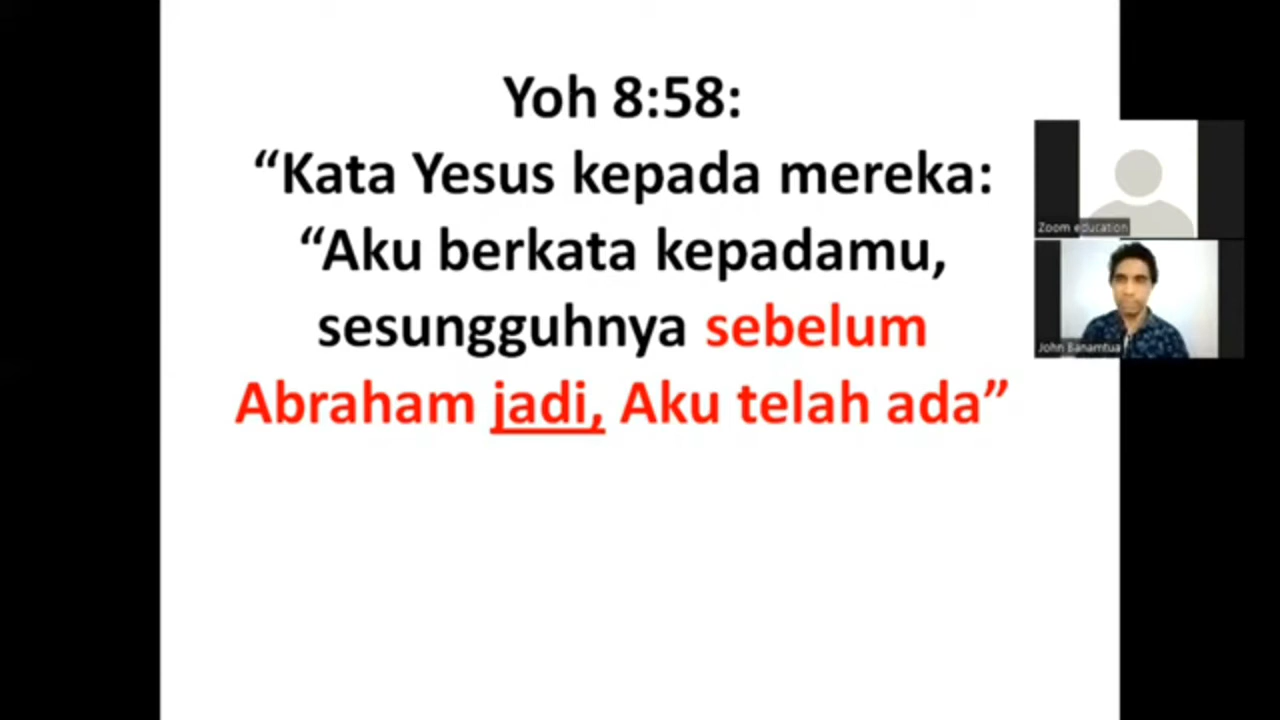 Yoh 8:58:
“Kata Yesus kepada mereka:
“Aku berkata kepadamu,
sesungguhnya sebelum
Abraham jadi, Aku telah ada”
Zoom education
John Banamtua